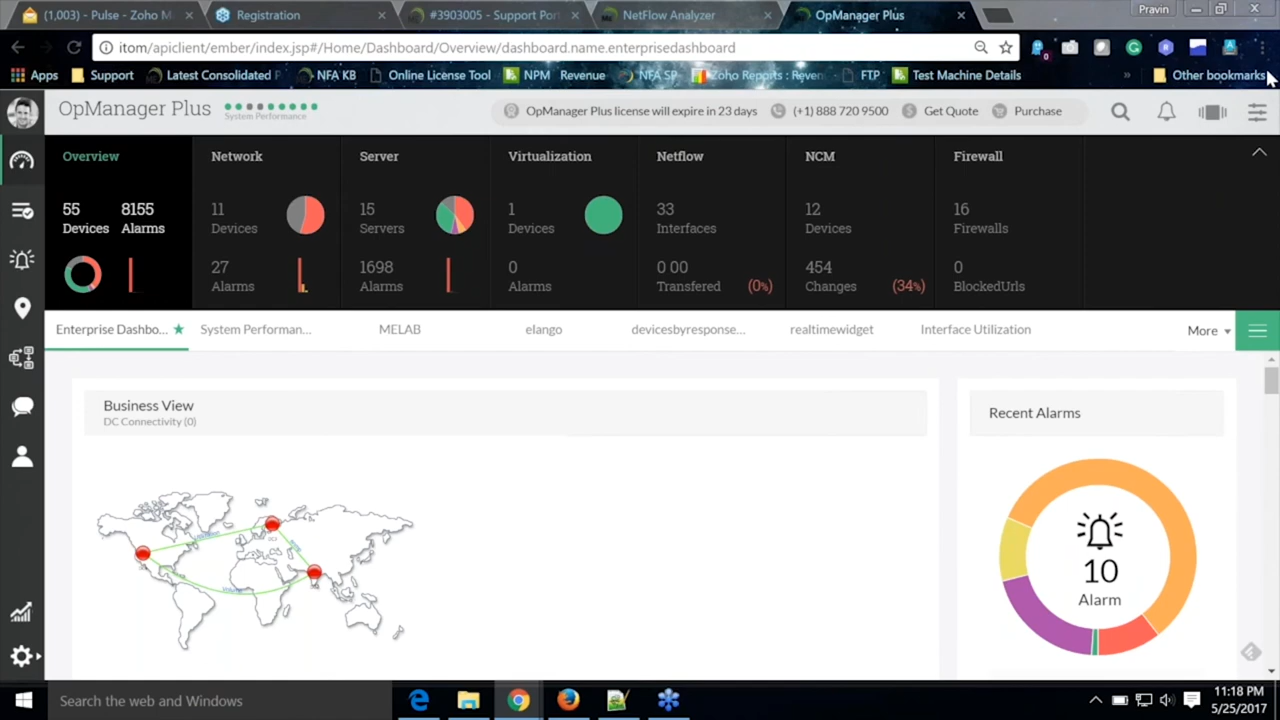 (1,003) - Pulse - Zoho M
Registration
#3903005 - Support Por
NetFlow Analyzer
OpManager Plus
Pravin
itom/apiclient/ember/index.jsp#/Home/Dashboard/Overview/dashboard.name.enterprisedashboard
Apps
Support
Latest Consolidated
NFA KB
Online License Tool
NPM Revenue
NFA SP
Zoho Reports : Reven
FTP
Test Machine Details
»
Other bookmarks
OpManager Plus
System Performance
OpManager Plus license will expire in 23 days
(+1) 888 720 9500
Get Quote
Purchase
Overview
55
Devices
8155
Alarms
Network
11
Devices
27
Alarms
Server
15
Servers
1698
Alarms
Virtualization
1
Devices
0
Alarms
Netflow
33
Interfaces
0 00
Transfered
(0%)
NCM
12
Devices
454
Changes
(34%)
Firewall
16
Firewalls
0
BlockedUrls
Enterprise Dashbo...
System Performan...
MELAB
elango
devicesbyresponse...
realtimewidget
Interface Utilization
More
Business View
DC Connectivity (0)
Recent Alarms
10
Alarm
Search the web and Windows
11:18 PM
5/25/2017